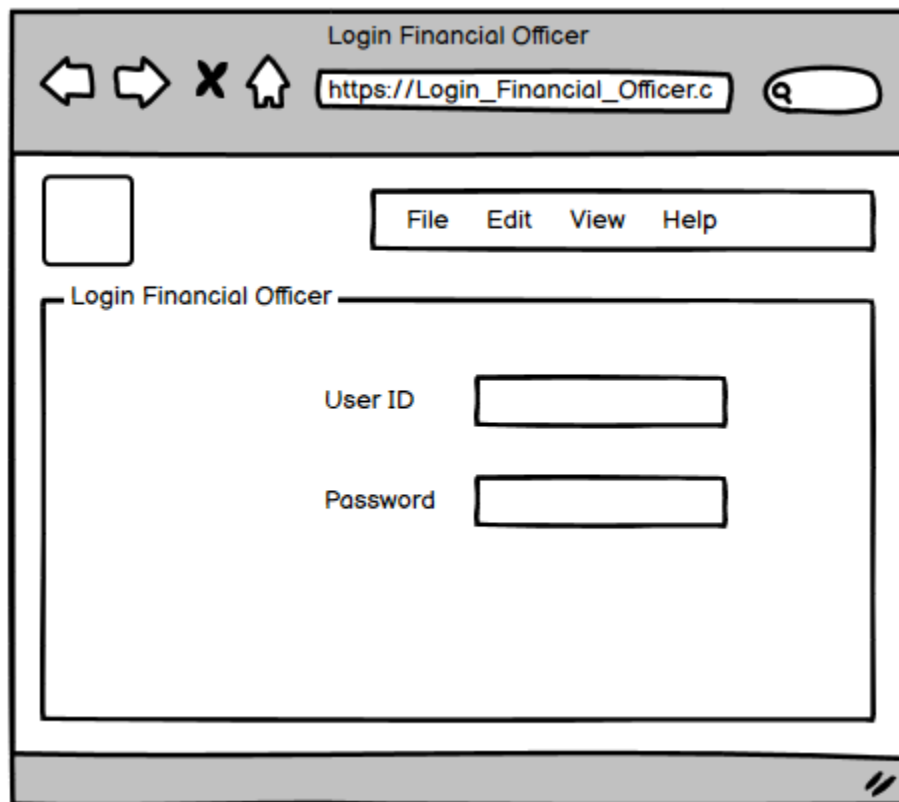 Login Financial Officer
https://Login_Financial_Officer.c
File Edit View Help
Login Financial Officer
User ID
Password